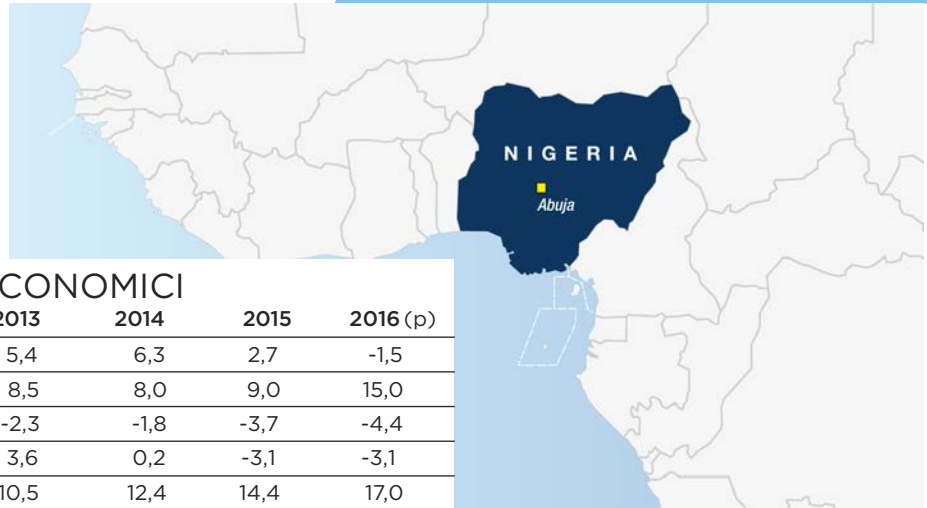 NIGERIA
Abuja
CONOMICI
2013 2014 2015 2016 (p)
5,4 6,3 2,7 -1,5
8,5 8,0 9,0 15,0
-2,3 -1,8 -3,7 -4,4
3,6 0,2 -3,1 -3,1
10,5 12,4 14,4 17,0